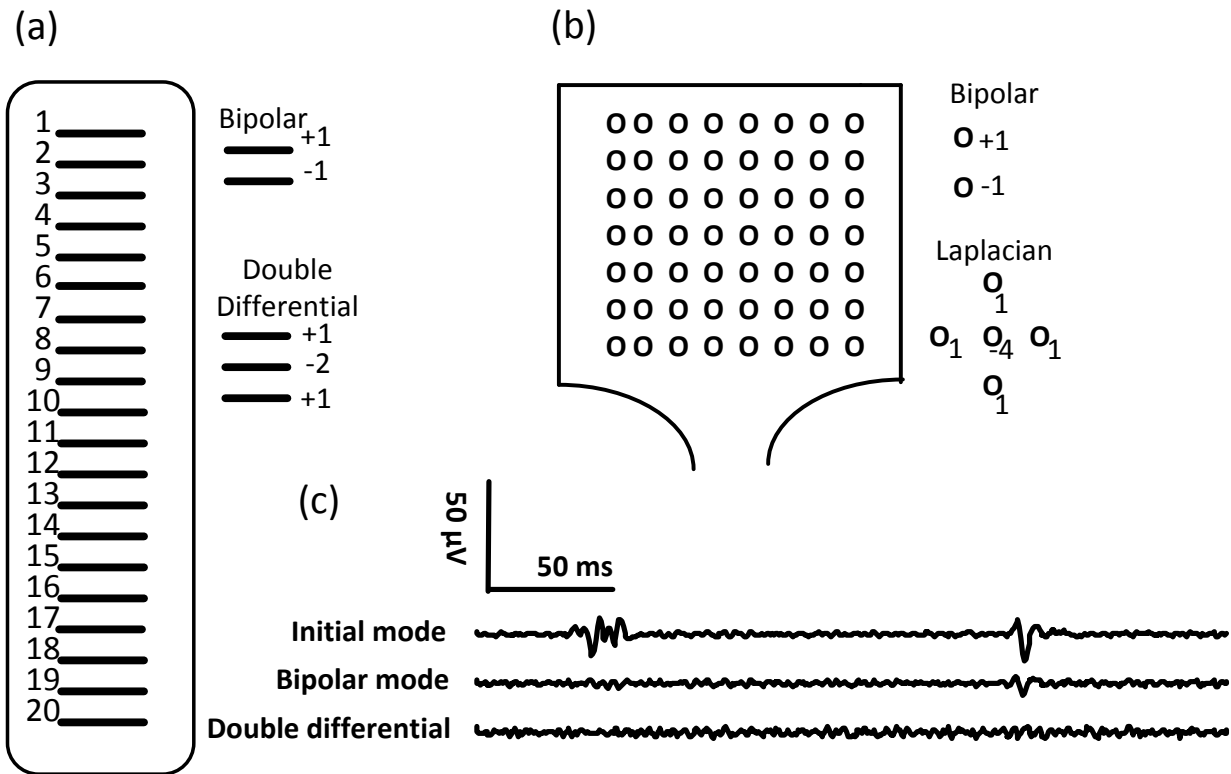 (a)
1
2
3
4
5
6
7
8
9
10
11
12
13
14
15
16
17
18
19
20
Bipolar
+1
-1
Double
Differential
+1
-2
+1
(b)
O O O O O O O O
O O O O O O O O
O O O O O O O O
O O O O O O O O
O O O O O O O O
O O O O O O O O
O O O O O O O O
Bipolar
O +1
O -1
Laplacian
O 1
O 1 O -4 O 1
O 1
(c)
50 µV
50 ms
Initial mode
Bipolar mode
Double differential